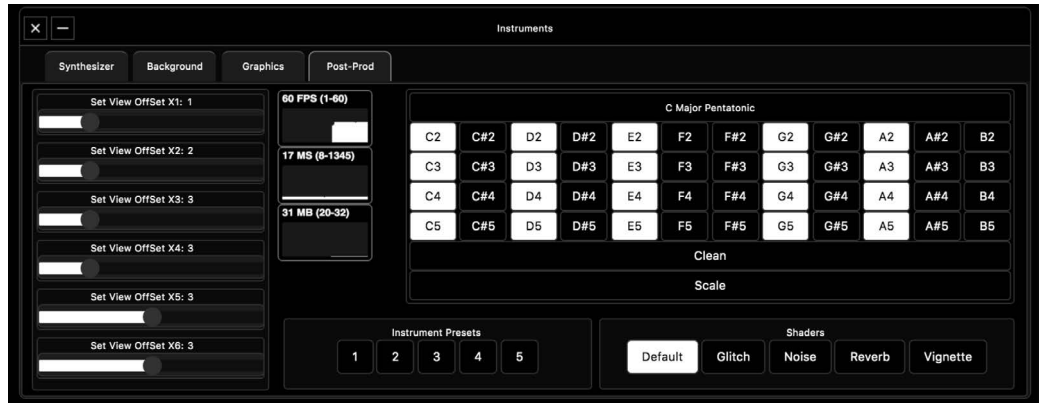 Instruments
Synthesizer Background Graphics Post-Prod
Set View OffSet X1: 1
Set View OffSet X2: 2
Set View OffSet X3: 3
Set View OffSet X4: 3
Set View OffSet X5: 3
Set View OffSet X6: 3
60 FPS (1-60)
17 MS (8-1345)
31 MB (20-32)
C Major Pentatonic
C2 C#2 D2 D#2 E2 F2 F#2 G2 G#2 A2 A#2 B2
C3 C#3 D3 D#3 E3 F3 F#3 G3 G#3 A3 A#3 B3
C4 C#4 D4 D#4 E4 F4 F#4 G4 G#4 A4 A#4 B4
C5 C#5 D5 D#5 E5 F5 F#5 G5 G#5 A5 A#5 B5
Clean
Scale
Instrument Presets
1 2 3 4 5
Shaders
Default Glitch Noise Reverb Vignette